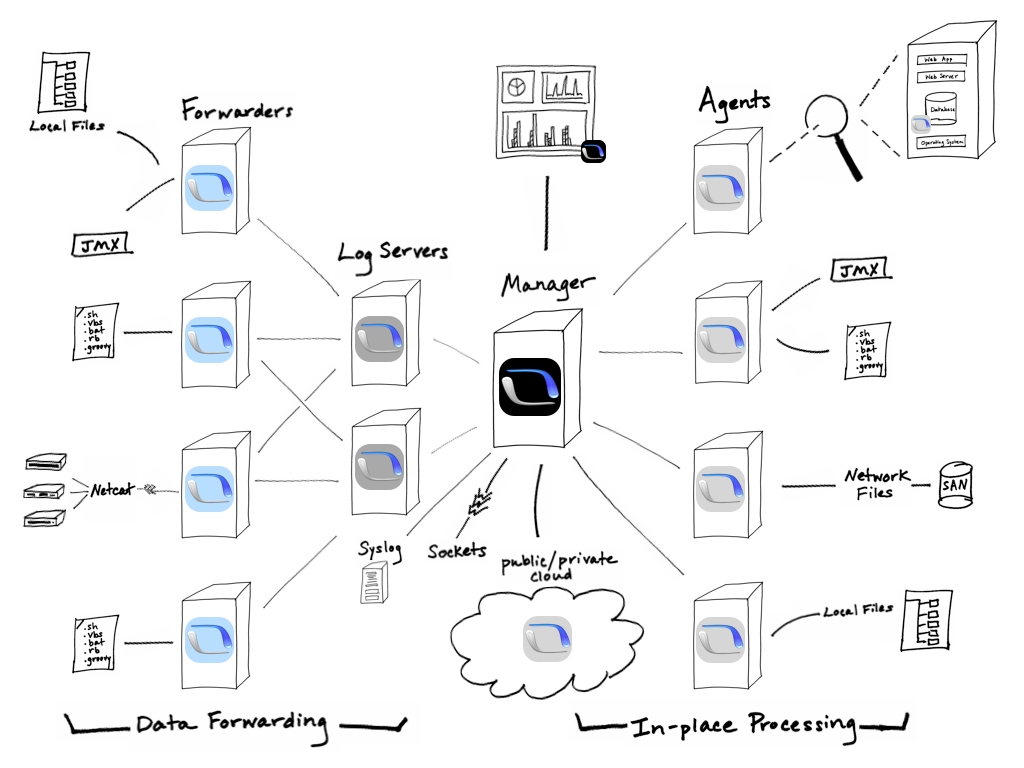 Web App
Web Server
Database
Operating System
Agents
Forwarders
Local Files
JMX
Log Servers
Manager
JMX
.sh
.vbs
.bat
.rb
.groovy
.sh
.vbs
.bat
.rb
.groovy
Netcat
Network
Files
SAN
Syslog
Sockets
public/private
cloud
Local Files
.sh
.vbs
.bat
.rb
.groovy
Data Forwarding
In-place Processing